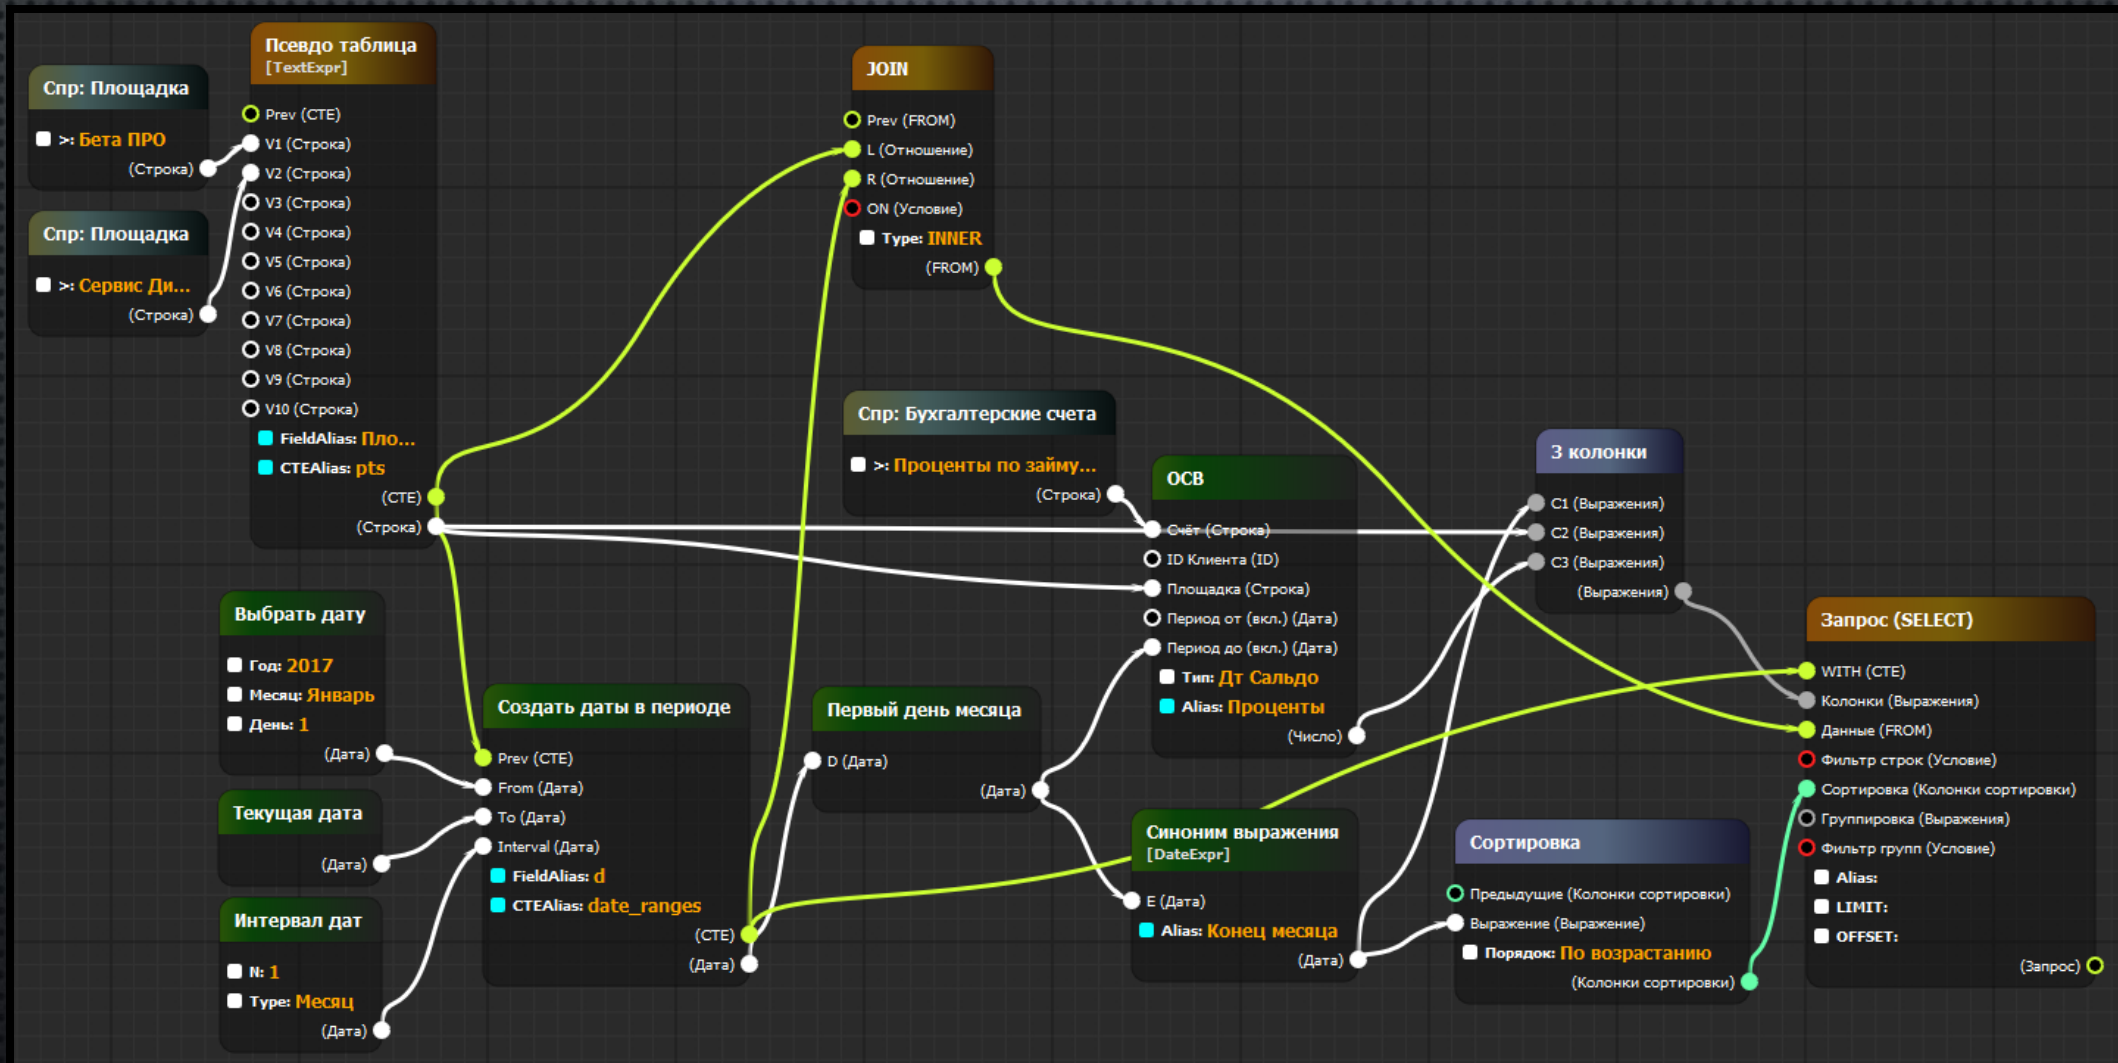 Спр: Площадка
>: Бета ПРО
(Строка)
Спр: Площадка
>: Сервис Ди...
(Строка)
Псевдо таблица
[TextExpr]
Prev (CTE)
V1 (Строка)
V2 (Строка)
V3 (Строка)
V4 (Строка)
V5 (Строка)
V6 (Строка)
V7 (Строка)
V8 (Строка)
V9 (Строка)
V10 (Строка)
FieldAlias: Пло...
CTEAlias: pts
(CTE)
(Строка)
JOIN
Prev (FROM)
L (Отношение)
R (Отношение)
ON (Условие)
Type: INNER
(FROM)
Спр: Бухгалтерские счета
>: Проценты по займу...
(Строка)
ОСВ
Счёт (Строка)
ID Клиента (ID)
Площадка (Строка)
Период от (вкл.) (Дата)
Период до (вкл.) (Дата)
Тип: Дт Сальдо
Alias: Проценты
(Число)
3 колонки
C1 (Выражения)
C2 (Выражения)
C3 (Выражения)
(Выражения)
Выбрать дату
Год: 2017
Месяц: Январь
День: 1
(Дата)
Текущая дата
(Дата)
Интервал дат
N: 1
Type: Месяц
(Дата)
Создать даты в периоде
Prev (CTE)
From (Дата)
To (Дата)
Interval (Дата)
FieldAlias: d
CTEAlias: date_ranges
(CTE)
(Дата)
Первый день месяца
D (Дата)
(Дата)
Синоним выражения
[DateExpr]
E (Дата)
Alias: Конец месяца
(Дата)
Сортировка
Предыдущие (Колонки сортировки)
Выражение (Выражение)
Порядок: По возрастанию
(Колонки сортировки)
Запрос (SELECT)
WITH (CTE)
Колонки (Выражения)
Данные (FROM)
Фильтр строк (Условие)
Сортировка (Колонки сортировки)
Группировка (Выражения)
Фильтр групп (Условие)
Alias:
LIMIT:
OFFSET:
(Запрос)